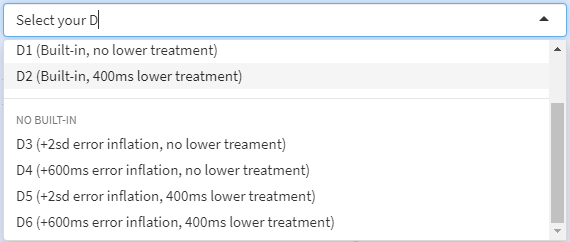 Select your D
D1 (Built-in, no lower treatment)
D2 (Built-in, 400ms lower treatment)
NO BUILT-IN
D3 (+2sd error inflation, no lower treament)
D4 (+600ms error inflation, no lower treatment)
D5 (+2sd error inflation, 400ms lower treatment)
D6 (+600ms error inflation, 400ms lower treatment)